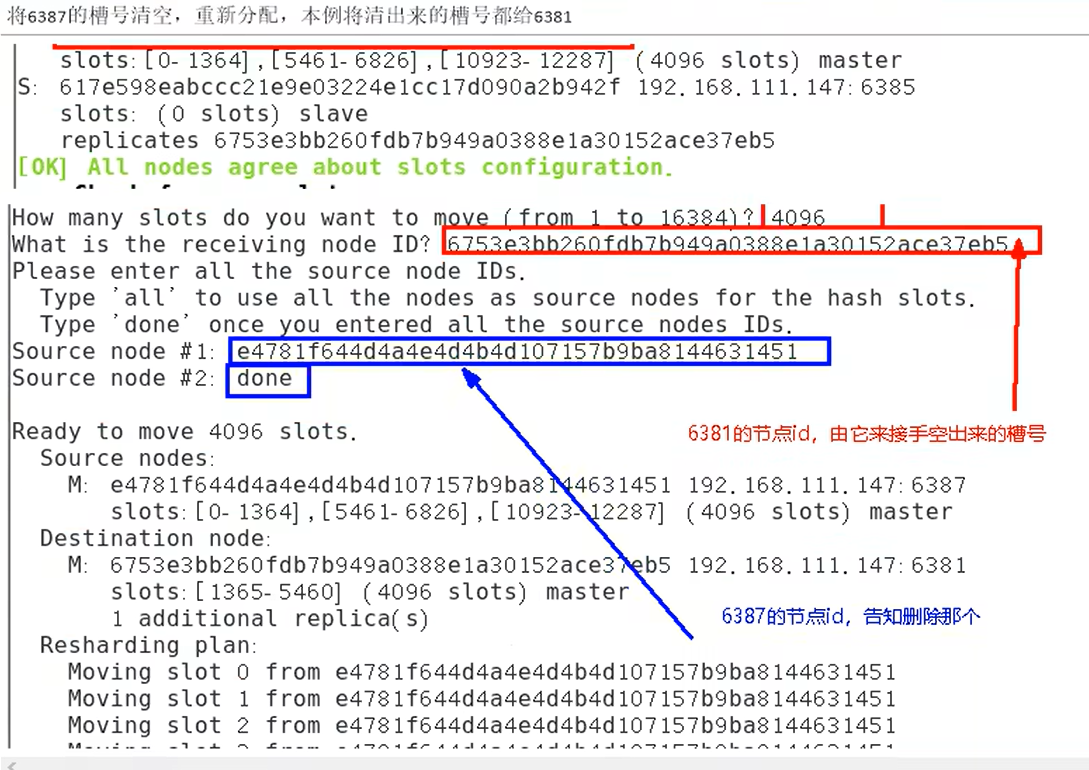 将6387的槽号清空，重新分配，本例将清出来的槽号都给6381
slots:[0-1364],[5461-6826],[10923-12287] (4096 slots) master
S: 617e598eabccc21e9e03224e1cc17d090a2b942f 192.168.111.147:6385
slots: (0 slots) slave
replicates 6753e3bb260fdb7b949a0388e1a30152ace37eb5
[OK] All nodes agree about slots configuration.
How many slots do you want to move (from 1 to 16384)? 4096
What is the receiving node ID? 6753e3bb260fdb7b949a0388e1a30152ace37eb5
Please enter all the source node IDs.
Type 'all' to use all the nodes as source nodes for the hash slots.
Type 'done' once you entered all the source nodes IDs.
Source node #1: e4781f644d4a4e4d4b4d107157b9ba8144631451
Source node #2: done
Ready to move 4096 slots.
6381的节点id，由它来接手空出来的槽号
Source nodes:
M: e4781f644d4a4e4d4b4d107157b9ba8144631451 192.168.111.147:6387
slots:[0-1364],[5461-6826],[10923-12287] (4096 slots) master
Destination node:
M: 6753e3bb260fdb7b949a0388e1a30152ace37eb5 192.168.111.147:6381
slots:[1365-5460] (4096 slots) master
1 additional replica(s)
6387的节点id，告知删除那个
Resharding plan:
Moving slot 0 from e4781f644d4a4e4d4b4d107157b9ba8144631451
Moving slot 1 from e4781f644d4a4e4d4b4d107157b9ba8144631451
Moving slot 2 from e4781f644d4a4e4d4b4d107157b9ba8144631451